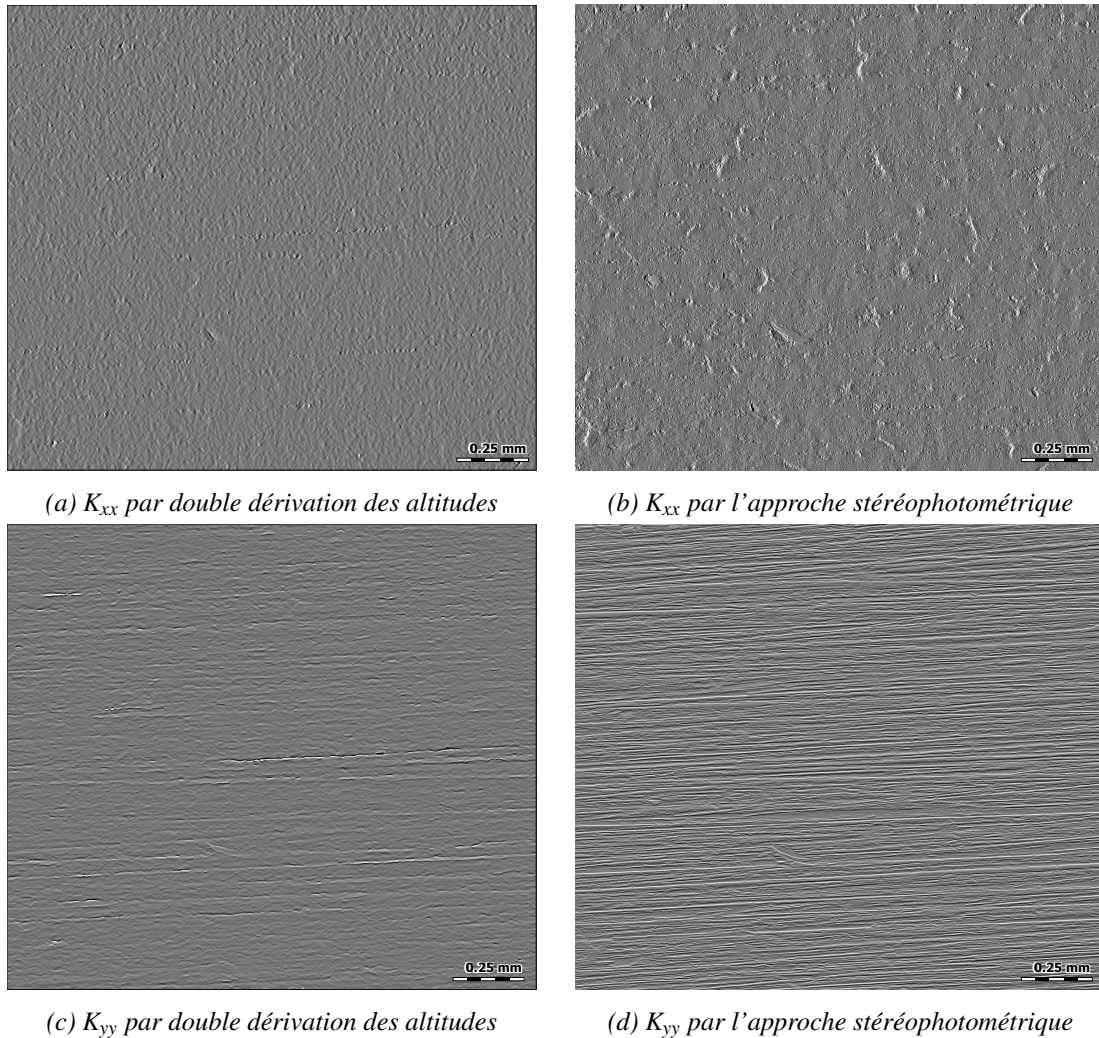 0.25 mm
0.25 mm
(a) Kxx par double dérivation des altitudes
(b) Kxx par l'approche stéréophotométrique
0.25 mm
0.25 mm
(c) Kyy par double dérivation des altitudes
(d) Kyy par l'approche stéréophotométrique